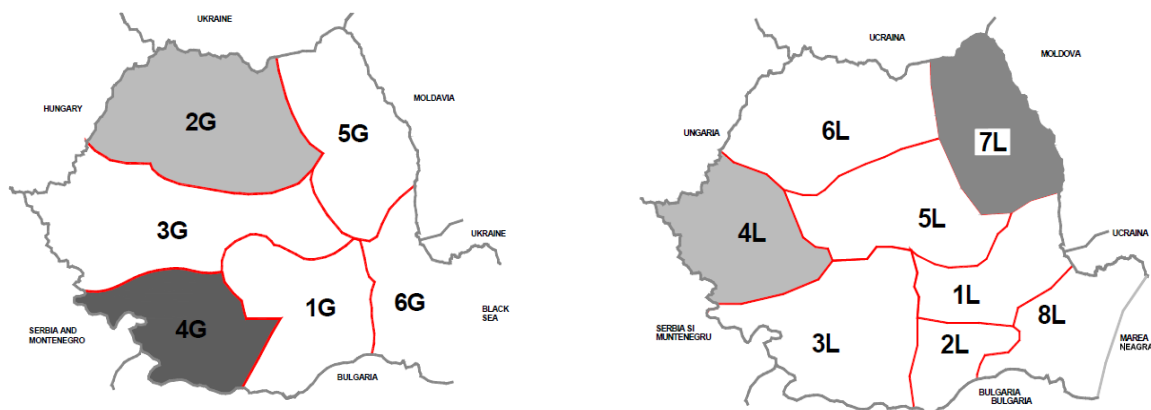 UKRAINE
HUNGARY
MOLDAVIA
2G
5G
3G
UKRAINE
1G
6G
BLACK
SEA
4G
SERBIA AND
MONTENEGRO
BULGARIA
UCRAINA
MOLDOVA
UNGARIA
6L
7L
4L
5L
UCRAINA
1L
8L
SERBIA SI
MUNTENEGRU
3L
2L
MAREA
NEAGRA
BULGARIA
BULGARIA